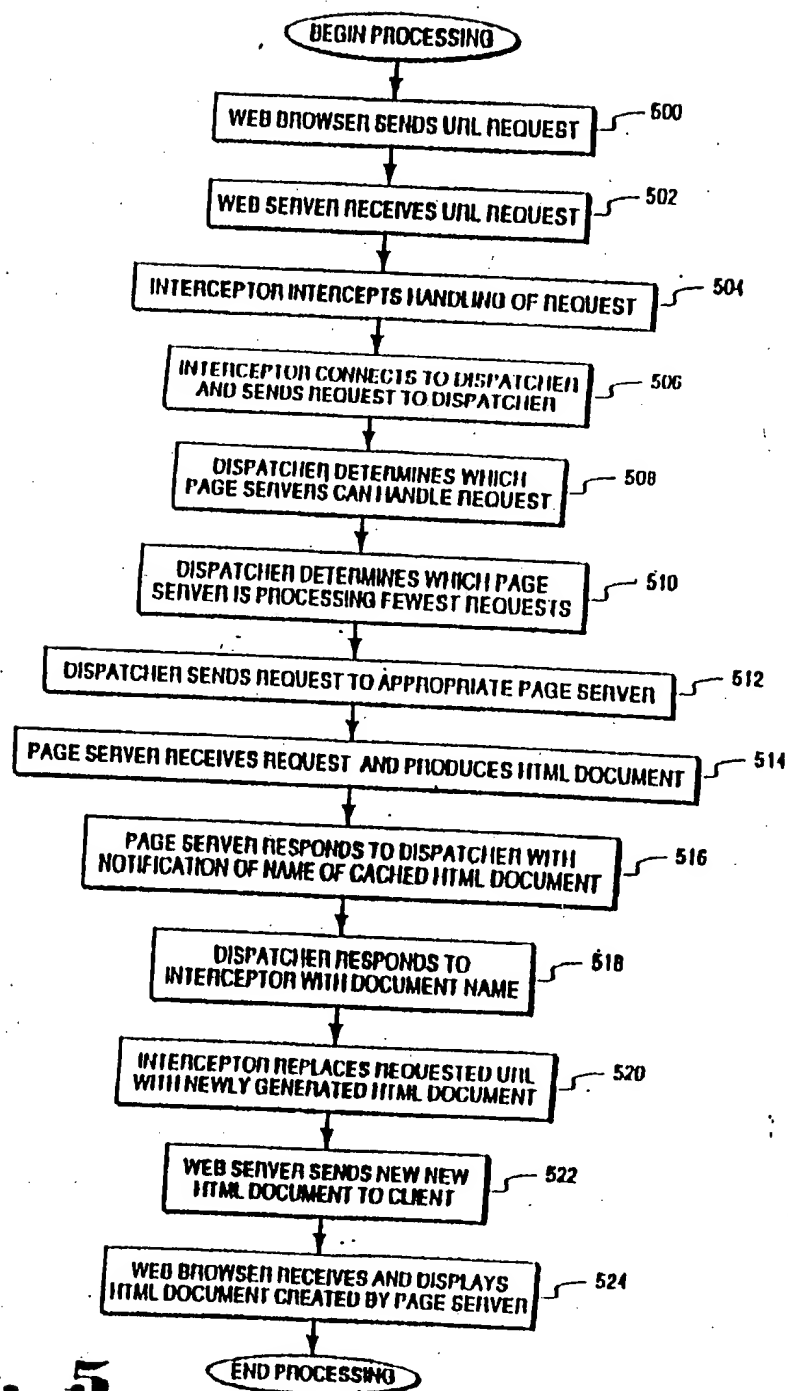 BEGIN PROCESSING
WEB BROWSER SENDS URL REQUEST
500
WEB SERVER RECEIVES URL REQUEST
502
INTERCEPTOR INTERCEPTS HANDLING OF REQUEST
504
INTERCEPTOR CONNECTS TO DISPATCHER
AND SENDS REQUEST TO DISPATCHER
506
DISPATCHER DETERMINES WHICH
PAGE SERVERS CAN HANDLE REQUEST
508
DISPATCHER DETERMINES WHICH PAGE
SERVER IS PROCESSING FEWEST REQUESTS
510
DISPATCHER SENDS REQUEST TO APPROPRIATE PAGE SERVER
512
PAGE SERVER RECEIVES REQUEST AND PRODUCES HTML DOCUMENT
514
PAGE SERVER RESPONDS TO DISPATCHER WITH
NOTIFICATION OF NAME OF CACHED HTML DOCUMENT
516
DISPATCHER RESPONDS TO
INTERCEPTOR WITH DOCUMENT NAME
518
INTERCEPTOR REPLACES REQUESTED URL
WITH NEWLY GENERATED HTML DOCUMENT
520
WEB SERVER SENDS NEW NEW
HTML DOCUMENT TO CLIENT
522
WEB BROWSER RECEIVES AND DISPLAYS
HTML DOCUMENT CREATED BY PAGE SERVER
524
END PROCESSING
5